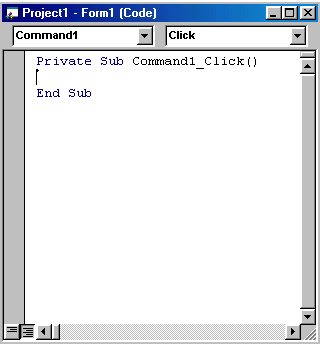 Project1 - Form1 (Code)
Command1 Click
Private Sub Command1_Click()
End Sub